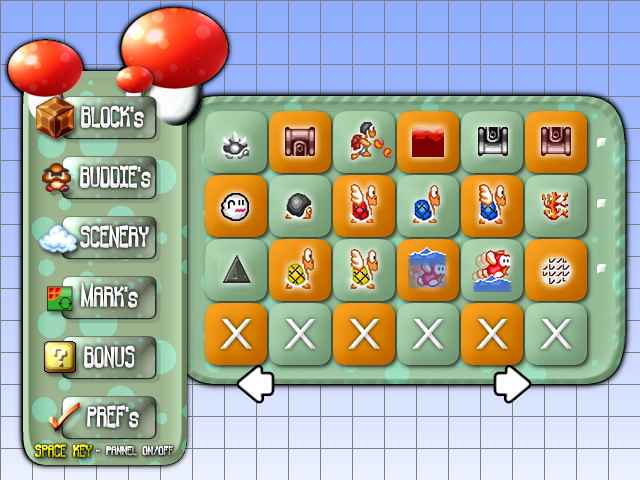 BLOCK's
BUDDIE's
SCENERY
MARK's
BONUS
PREF's
SPACE KEY - PANNEL ON/OFF